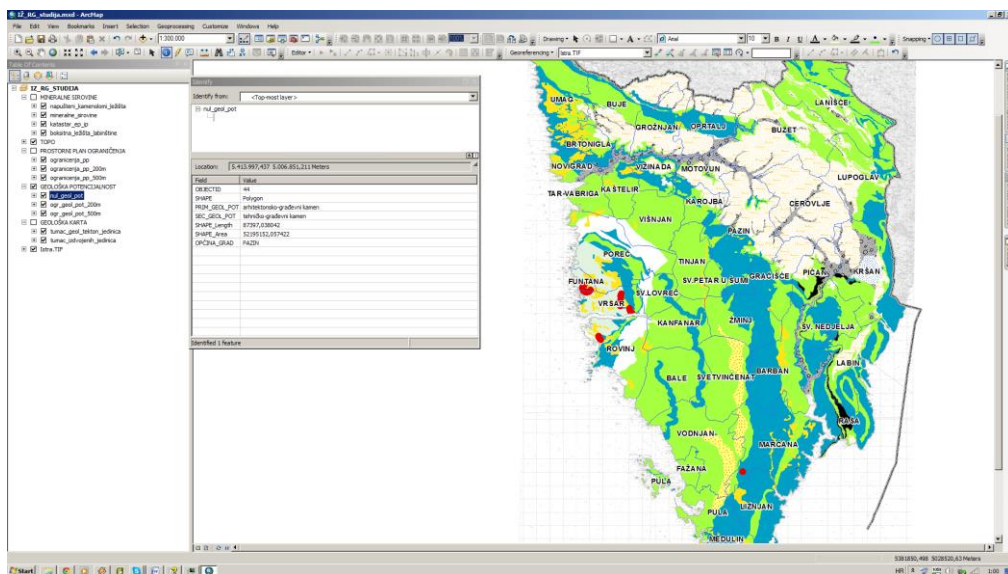 IŽ_RG_studija.mxd - ArcMap
File Edit View Bookmarks Insert Selection Geoprocessing Customize Windows Help
1:300.000
Drawing
A
Arial
10
B I U A
Snapping
Editor
Georeferencing
Istra.TIF
Table Of Contents
IZ_RG_STUDIJA
MINERALNE SIROVINE
napušteni_kamenolomi_ležišta
mineralne_sirovine
katastar_ep_ip
boksitna_ležišta_labinštine
TOPO
PROSTORNI PLAN OGRANIČENJA
ogranicenja_pp
ogranicenja_pp_200m
ogranicenja_pp_500m
GEOLOŠKA POTENCIJALNOST
nul_geol_pot
ogr_geol_pot_200m
ogr_geol_pot_500m
GEOLOŠKA KARTA
tumac_geol_tekton_jedinica
tumac_izdvojenih_jedinica
Istra.TIF
Identify
Identify from: <Top-most layer>
nul_geol_pot
Location: 5.413.997,437 5.006.851,211 Meters
Field Value
OBJECTID 44
SHAPE Polygon
PRIM_GEOL_POT arhitektonsko-građevni kamen
SEC_GEOL_POT tehničko-građevni kamen
SHAPE_Length 87397,038042
SHAPE_Area 52195152,057422
OPĆINA_GRAD PAZIN
Identified 1 feature
UMAG
BUJE
LANIŠĆE
GROŽNJAN
OPRTALJ
BUZET
BRTONIGLA
NOVIGRAD
VIŽINADA
MOTOVUN
LUPOGLAV
TAR-VABRIGA
KAŠTELIR
KAROJBA
CEROVLJE
VIŠNJAN
PAZIN
POREČ
TINJAN
GRAČIŠĆE
PIĆAN
KRŠAN
FUNTANA
SV.LOVREČ
SV.PETAR U ŠUMI
VRSAR
KANFANAR
ŽMINJ
SV. NEDJELJA
ROVINJ
LABIN
BALE
SVETVINČENAT
BARBAN
RAŠA
VODNJAN
MARČANA
FAŽANA
PULA
PULA
LIŽNJAN
MEDULIN
5381850,498 5028520,63 Meters
Start
HR
1:00